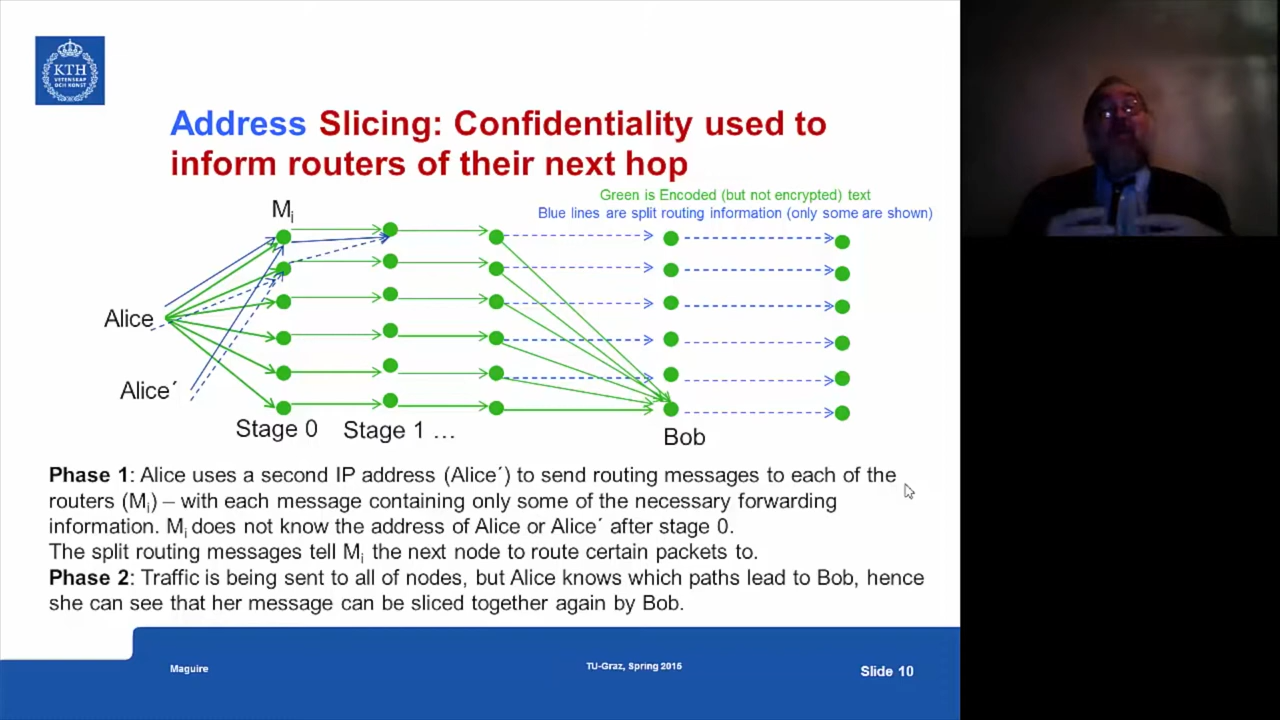 KTH
VETENSKAP
OCH KONST
Address Slicing: Confidentiality used to
inform routers of their next hop
Green is Encoded (but not encrypted) text
Blue lines are split routing information (only some are shown)
Mi
Alice
Alice´
Stage 0 Stage 1 …
Bob
Phase 1: Alice uses a second IP address (Alice´) to send routing messages to each of the
routers (Mi) – with each message containing only some of the necessary forwarding
information. Mi does not know the address of Alice or Alice´ after stage 0.
The split routing messages tell Mi the next node to route certain packets to.
Phase 2: Traffic is being sent to all of nodes, but Alice knows which paths lead to Bob, hence
she can see that her message can be sliced together again by Bob.
Maguire
TU-Graz, Spring 2015
Slide 10